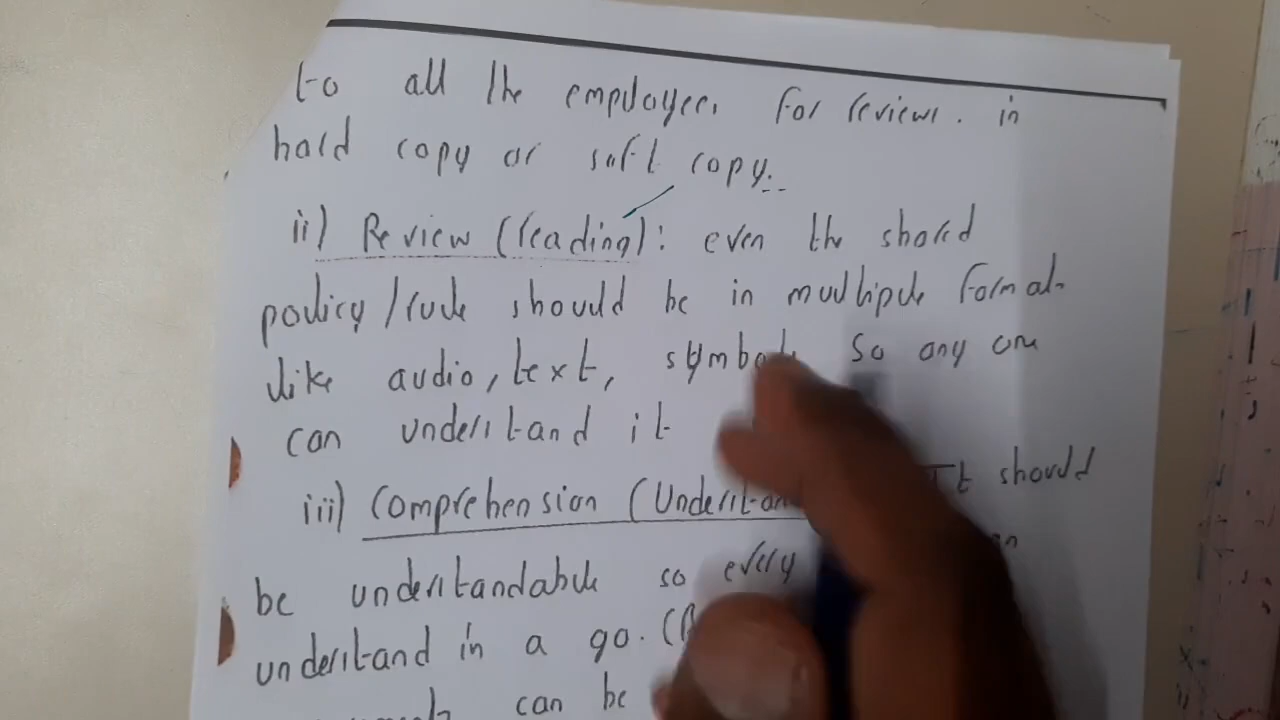 to all the employees for reviews. in
hard copy or soft copy.
ii) Review (reading): even the shared
policy/rule should be in multiple format
like audio, text, symbols so any one
can understand it
iii) Comprehension ( It should
be understandable so every
understand in a go. (
can be